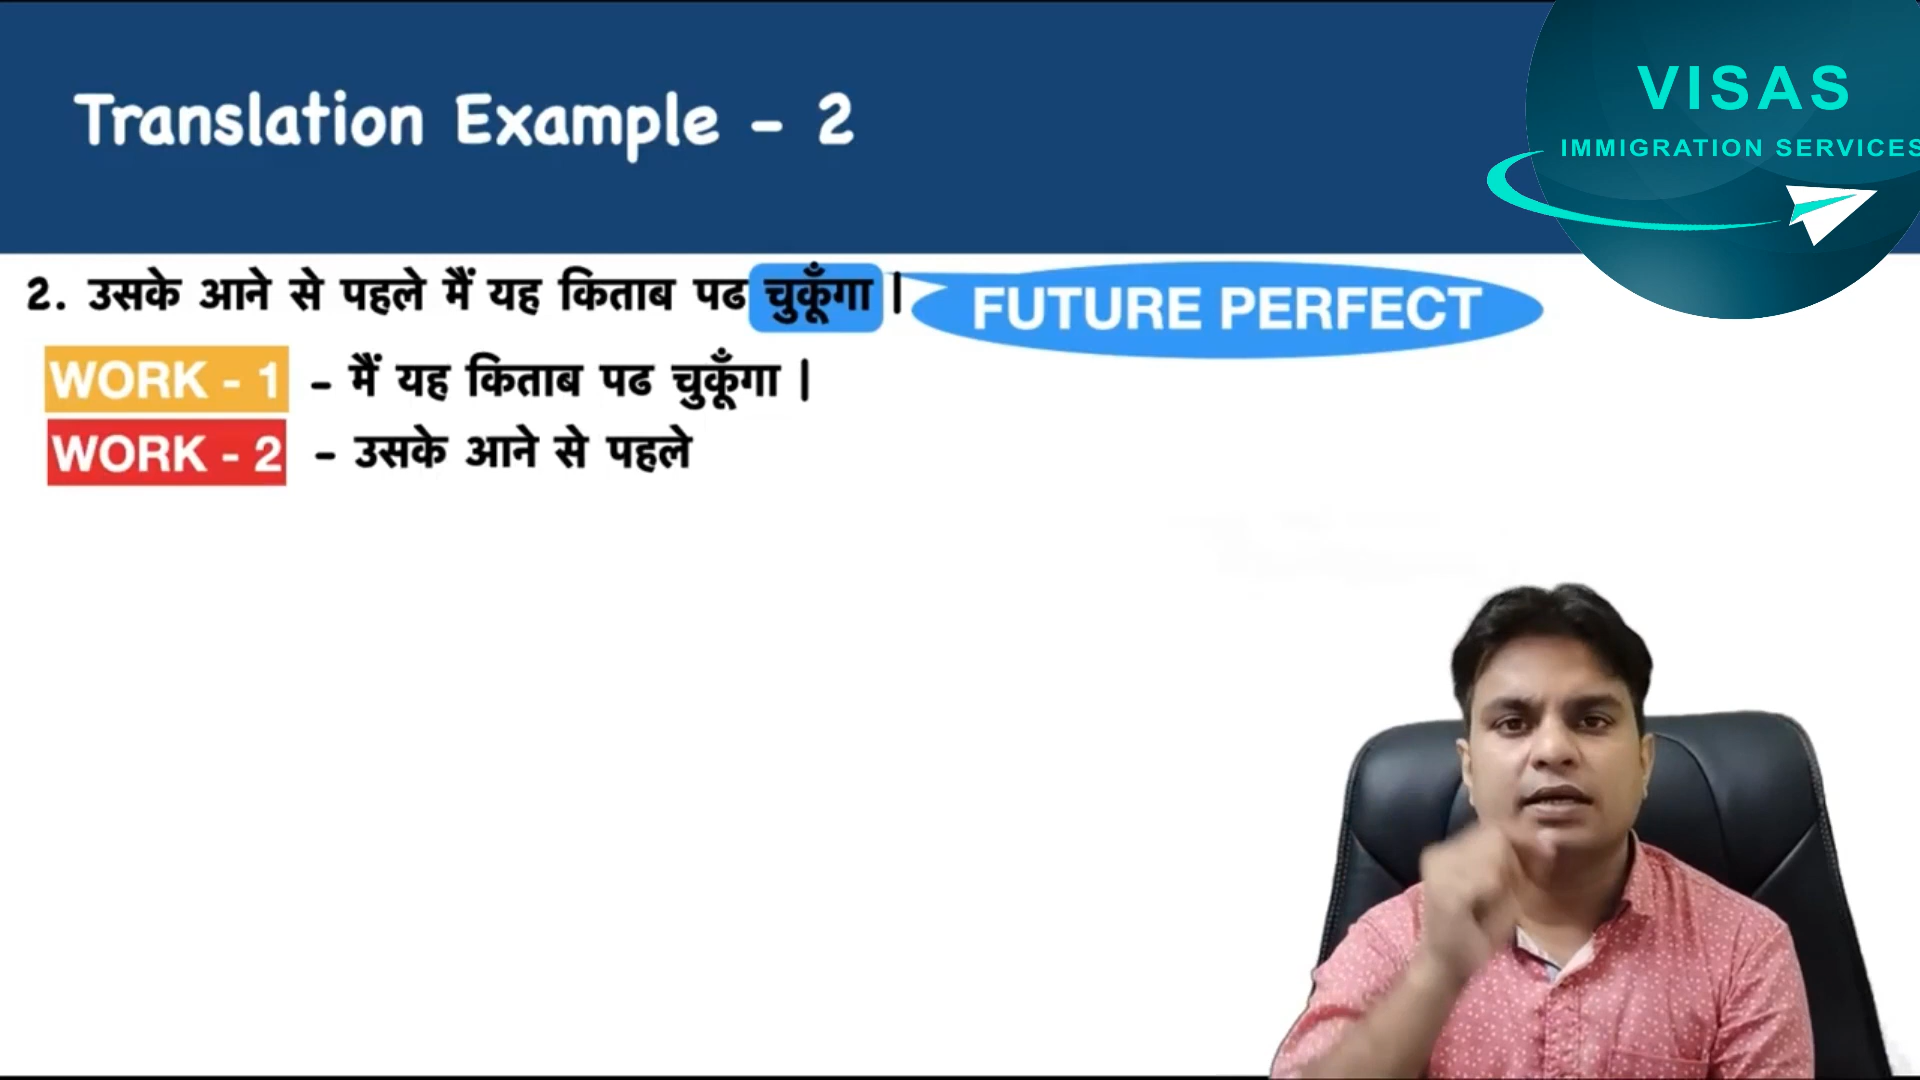 Translation Example - 2
VISAS
IMMIGRATION SERVICES
2. उसके आने से पहले मैं यह किताब पढ चुकूँगा |
FUTURE PERFECT
WORK - 1 - मैं यह किताब पढ चुकूँगा |
WORK - 2 - उसके आने से पहले